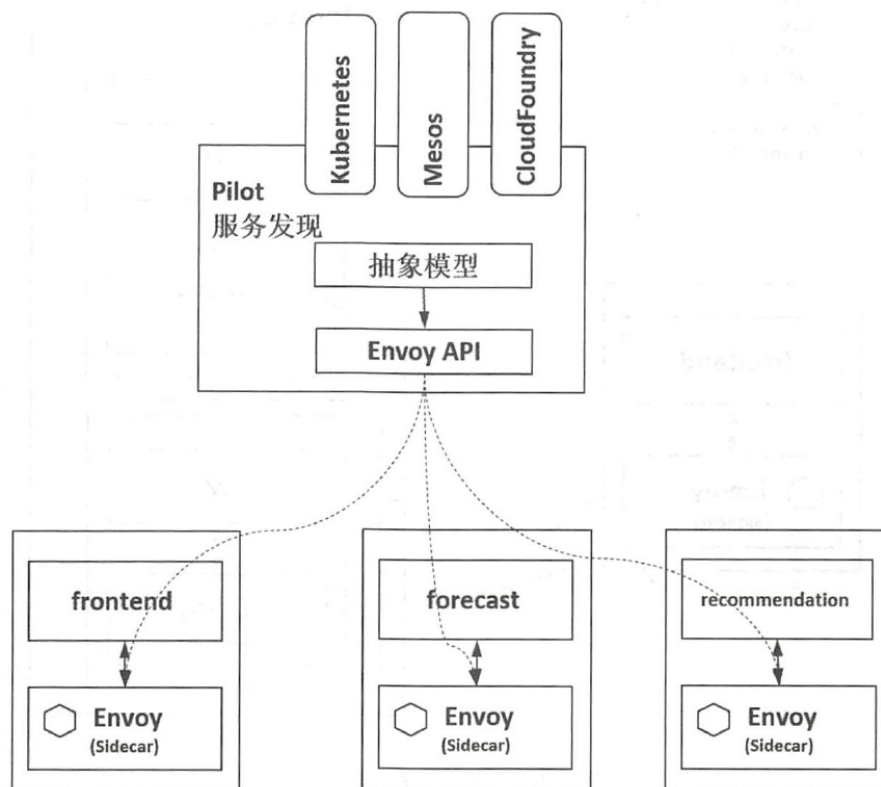 Kubernetes
Mesos
CloudFoundry
Pilot
服务发现
抽象模型
Envoy API
frontend
forecast
recommendation
Envoy
(Sidecar)
Envoy
(Sidecar)
Envoy
(Sidecar)